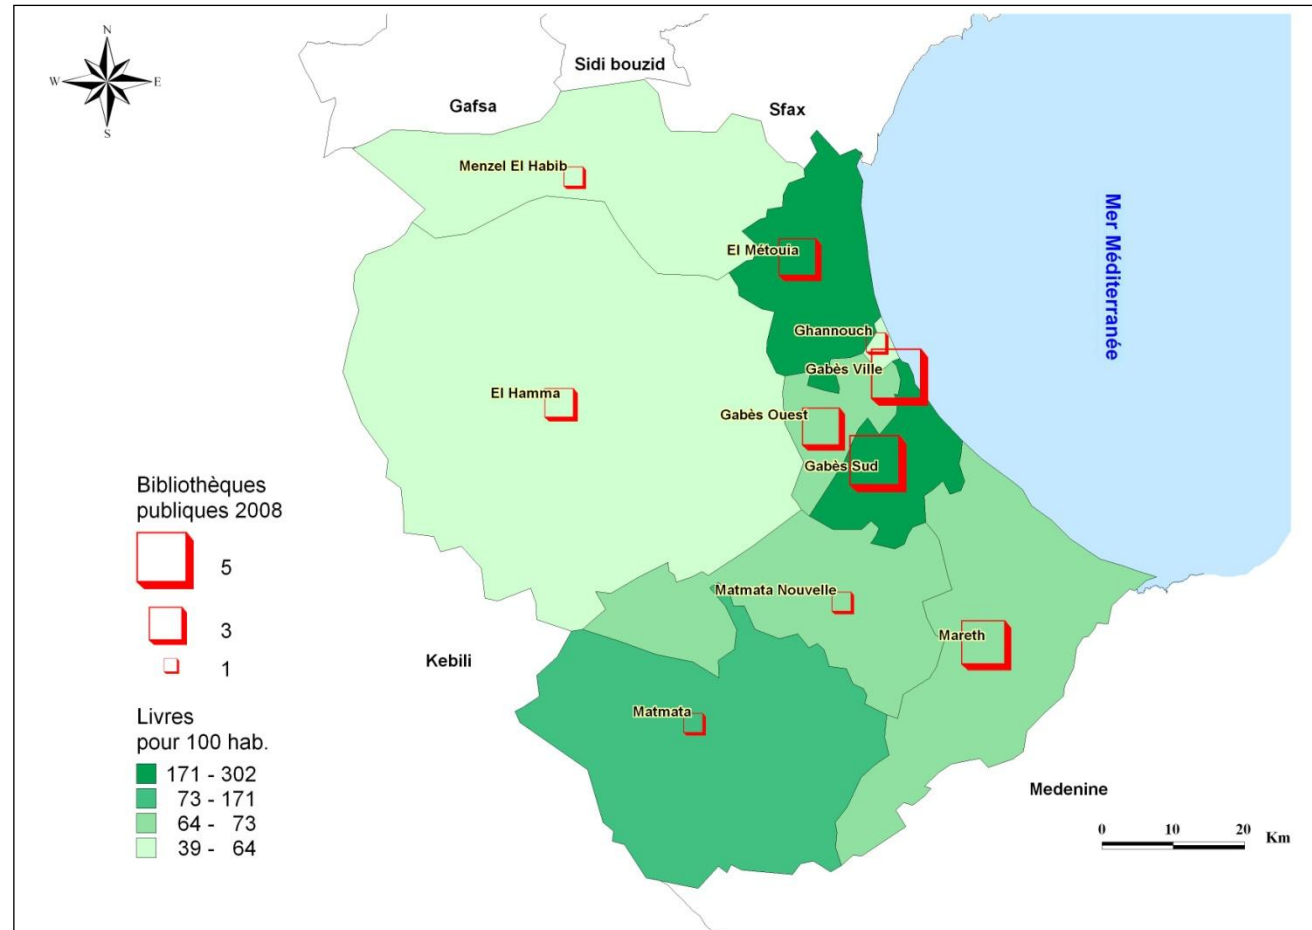 N
W
E
S
Sidi bouzid
Gafsa
Sfax
Menzel El Habib
El Métouia
Mer Méditerranée
Ghannouch
Gabès Ville
El Hamma
Gabès Ouest
Gabès Sud
Bibliothèques
publiques 2008
5
3
1
Matmata Nouvelle
Mareth
Kebili
Matmata
Livres
pour 100 hab.
171 - 302
73 - 171
64 - 73
39 - 64
Medenine
0 10 20
Km